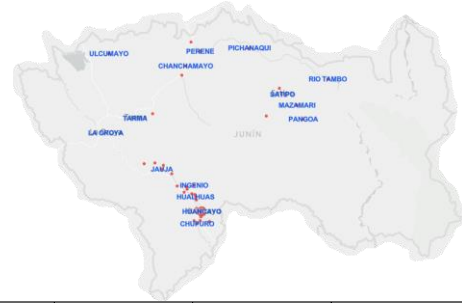 PERENE
PICHANAQUI
ULCUMAYO
CHANCHAMAYO
RIO TAMBO
SATIPO
MAZAMARI
TARMA
PANGOA
LA OROYA
JUNÍN
JAUJA
INGENIO
HUALHUAS
HUANCAYO
CHUPURO